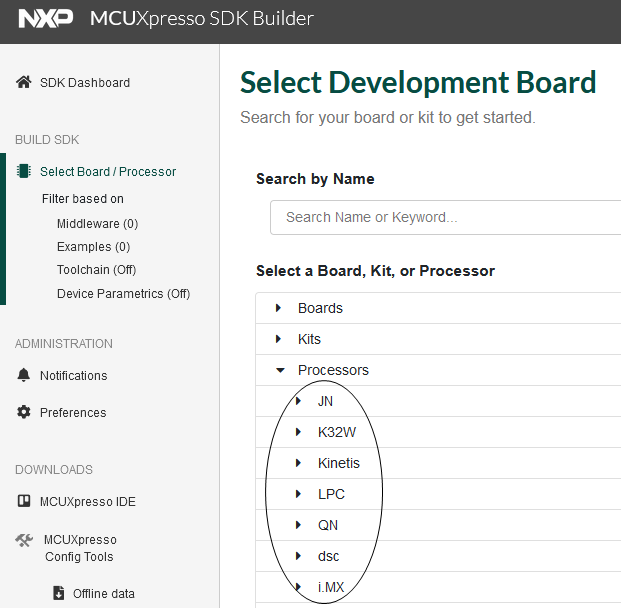 NXP MCUXpresso SDK Builder
SDK Dashboard
BUILD SDK
Select Board / Processor
Filter based on
Middleware (0)
Examples (0)
Toolchain (Off)
Device Parametrics (Off)
ADMINISTRATION
Notifications
Preferences
DOWNLOADS
MCUXpresso IDE
MCUXpresso
Config Tools
Offline data
Select Development Board
Search for your board or kit to get started.
Search by Name
Search Name or Keyword...
Select a Board, Kit, or Processor
Boards
Kits
Processors
JN
K32W
Kinetis
LPC
QN
dsc
i.MX